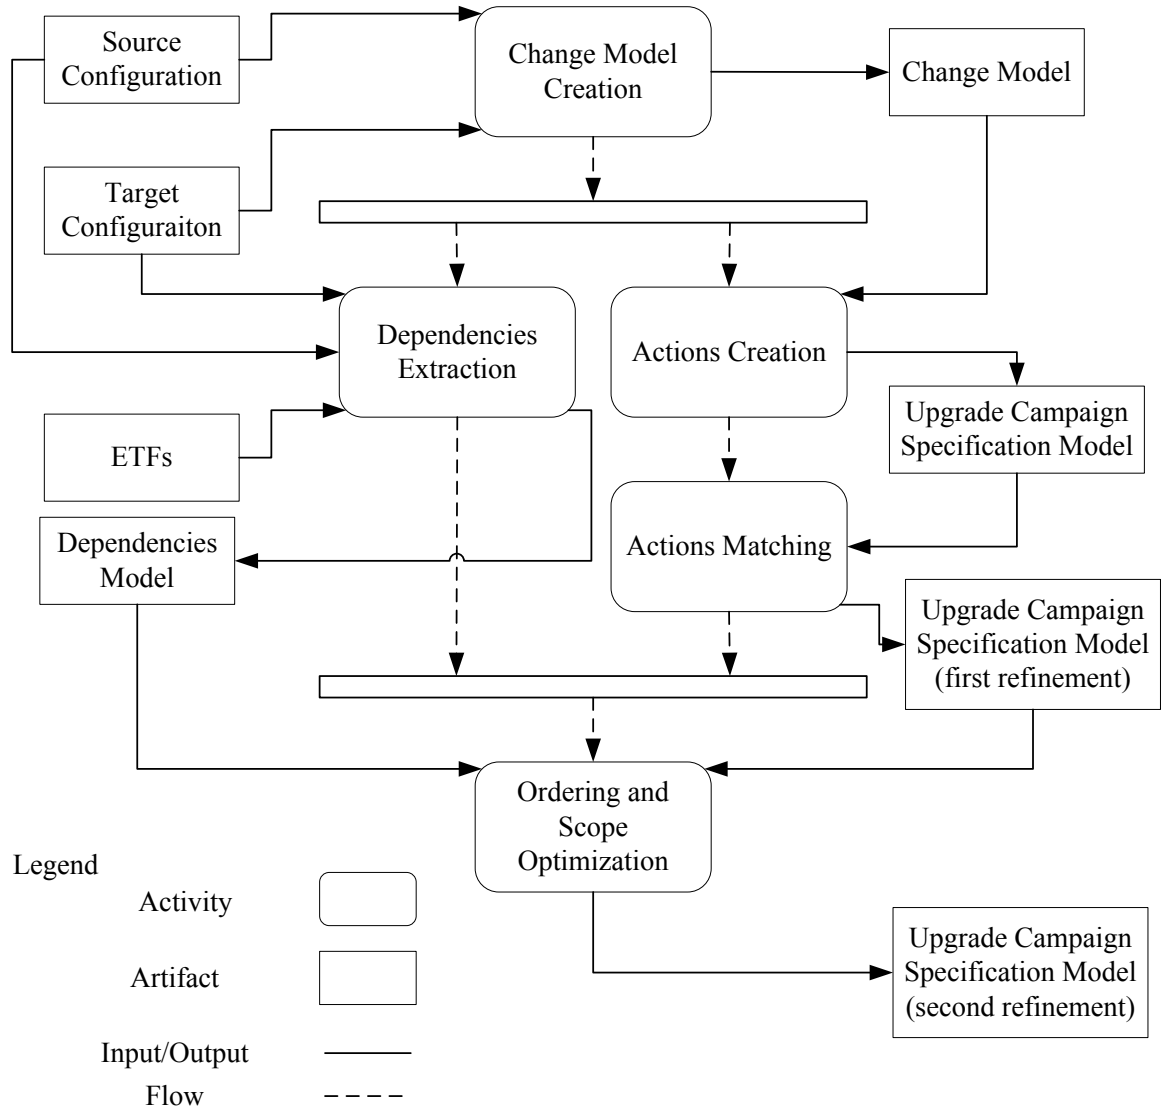 Source
Configuration
Change Model
Creation
Change Model
Target
Configuraiton
Dependencies
Extraction
Actions Creation
Upgrade Campaign
Specification Model
ETFs
Dependencies
Model
Actions Matching
Upgrade Campaign
Specification Model
(first refinement)
Ordering and
Scope
Optimization
Legend
Activity
Artifact
Input/Output
Flow
Upgrade Campaign
Specification Model
(second refinement)